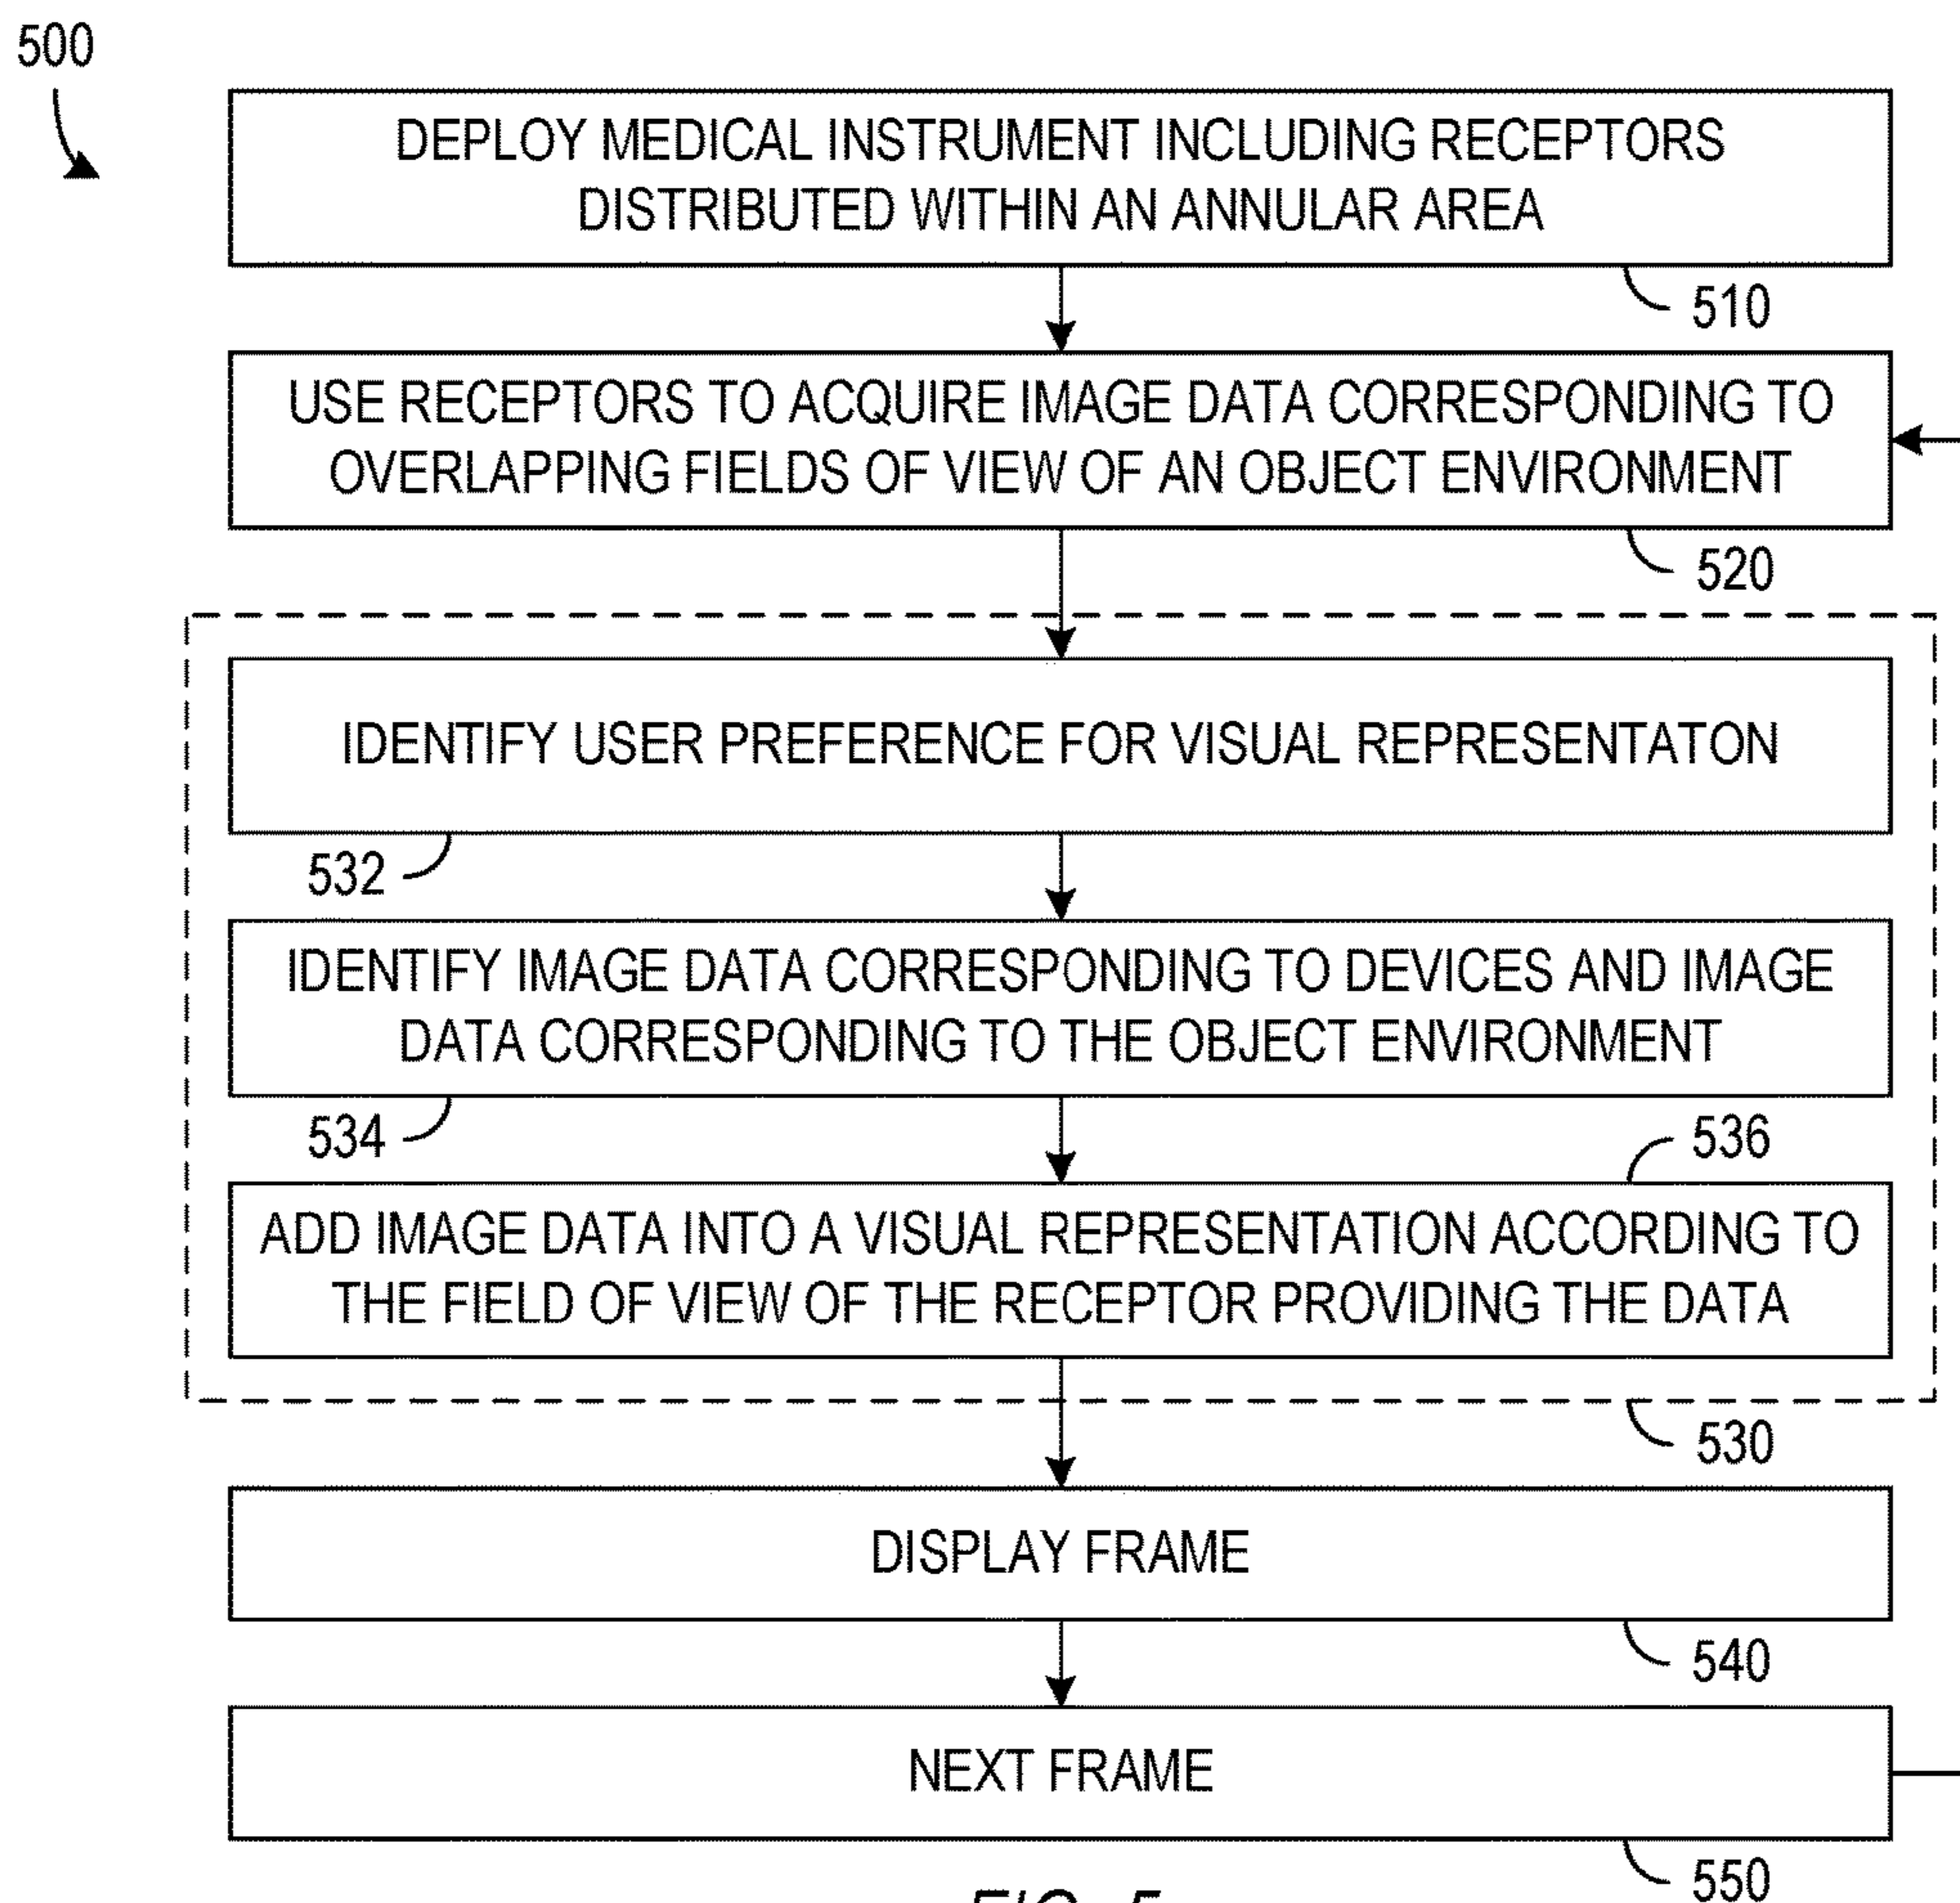 500
DEPLOY MEDICAL INSTRUMENT INCLUDING RECEPTORS
DISTRIBUTED WITHIN AN ANNULAR AREA
510
USE RECEPTORS TO ACQUIRE IMAGE DATA CORRESPONDING TO
OVERLAPPING FIELDS OF VIEW OF AN OBJECT ENVIRONMENT
520
IDENTIFY USER PREFERENCE FOR VISUAL REPRESENTATON
532
IDENTIFY IMAGE DATA CORRESPONDING TO DEVICES AND IMAGE
DATA CORRESPONDING TO THE OBJECT ENVIRONMENT
534
536
ADD IMAGE DATA INTO A VISUAL REPRESENTATION ACCORDING TO
THE FIELD OF VIEW OF THE RECEPTOR PROVIDING THE DATA
530
DISPLAY FRAME
540
NEXT FRAME
550